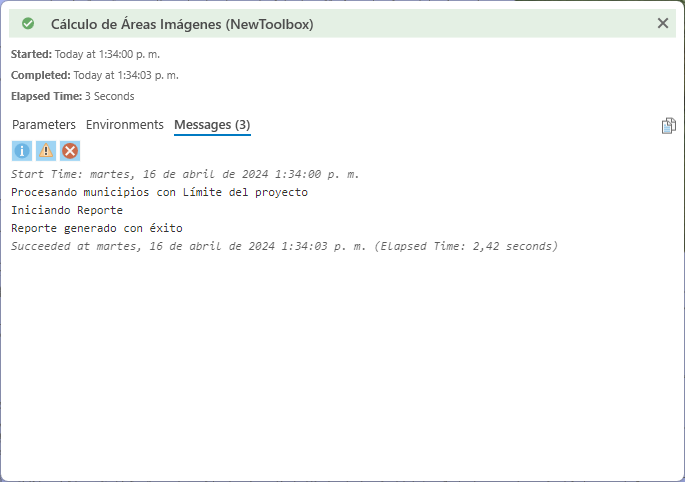 Cálculo de Áreas Imágenes (NewToolbox)
Started: Today at 1:34:00 p. m.
Completed: Today at 1:34:03 p. m.
Elapsed Time: 3 Seconds
Parameters Environments Messages (3)
Start Time: martes, 16 de abril de 2024 1:34:00 p. m.
Procesando municipios con Límite del proyecto
Iniciando Reporte
Reporte generado con éxito
Succeeded at martes, 16 de abril de 2024 1:34:03 p. m. (Elapsed Time: 2,42 seconds)